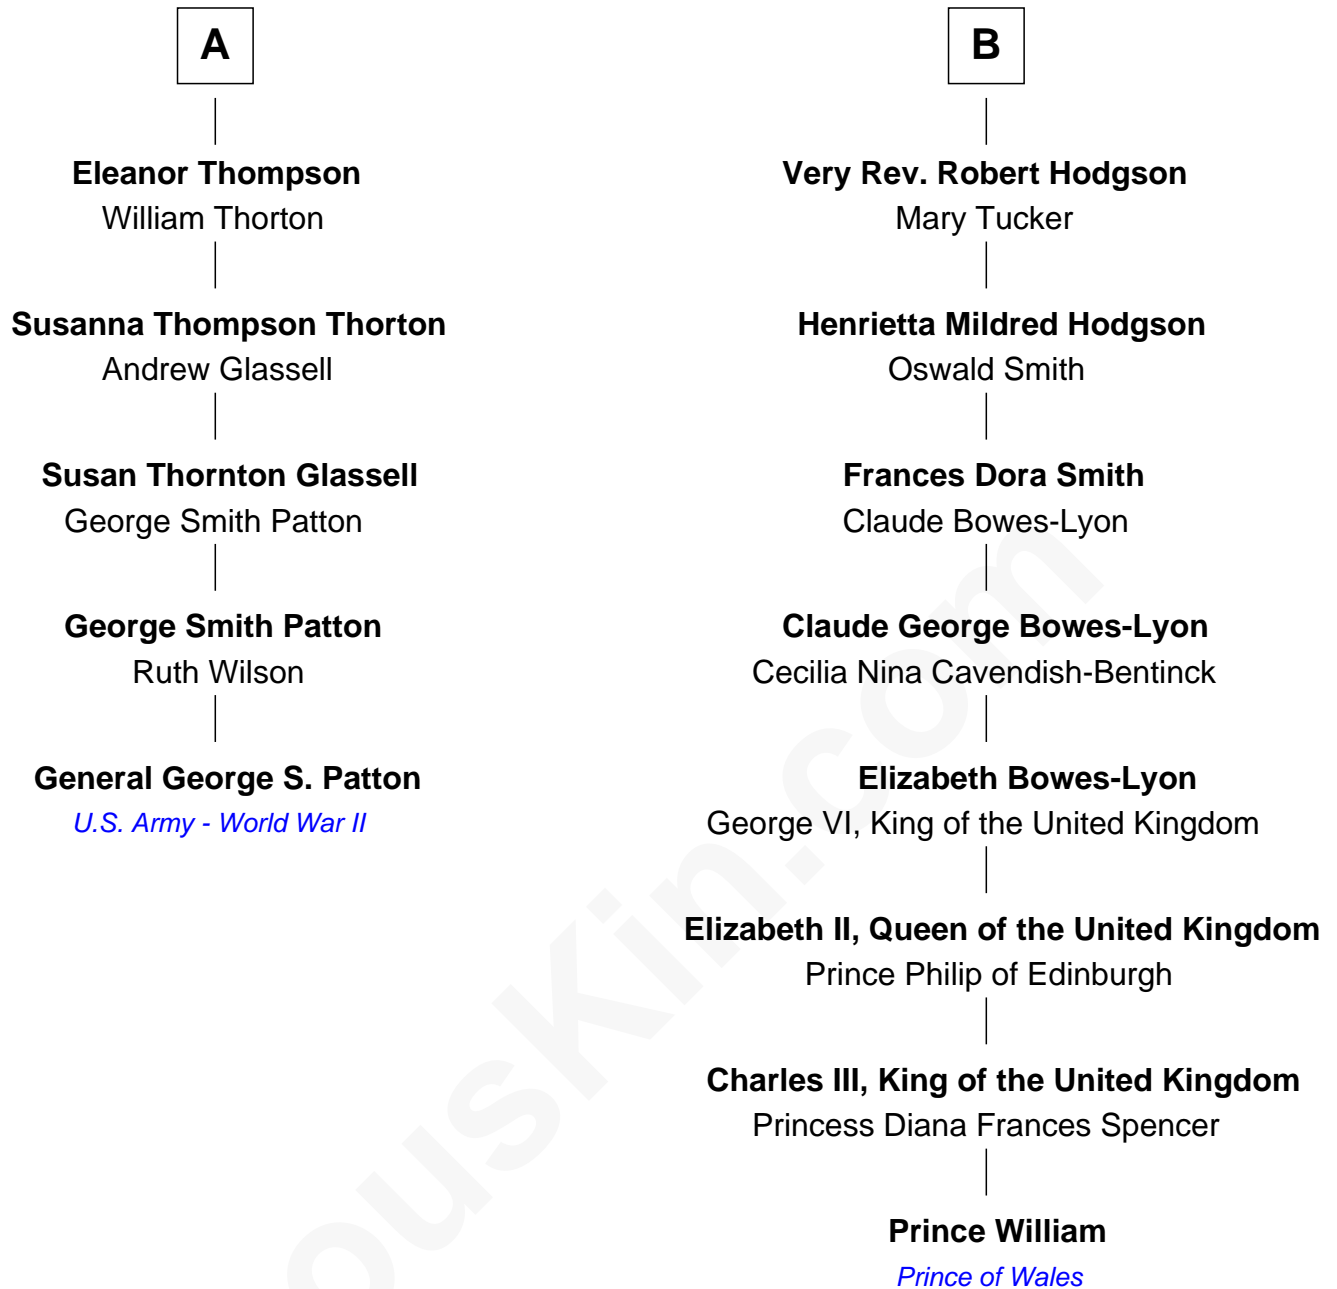 A
Eleanor Thompson
William Thorton
Susanna Thompson Thorton
Andrew Glassell
Susan Thornton Glassell
George Smith Patton
George Smith Patton
Ruth Wilson
General George S. Patton
U.S. Army - World War II
B
Very Rev. Robert Hodgson
Mary Tucker
Henrietta Mildred Hodgson
Oswald Smith
Frances Dora Smith
Claude Bowes-Lyon
Claude George Bowes-Lyon
Cecilia Nina Cavendish-Bentinck
Elizabeth Bowes-Lyon
George VI, King of the United Kingdom
Elizabeth II, Queen of the United Kingdom
Prince Philip of Edinburgh
Charles III, King of the United Kingdom
Princess Diana Frances Spencer
Prince William
Prince of Wales
ousKin.com